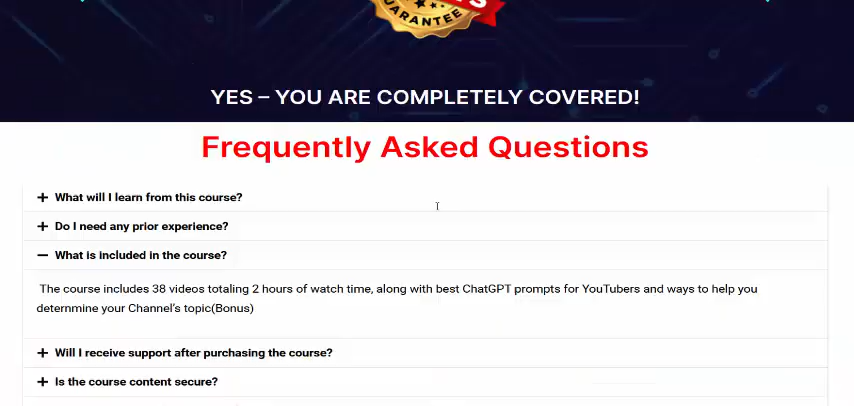 GUARANTEE
YES – YOU ARE COMPLETELY COVERED!
Frequently Asked Questions
What will I learn from this course?
Do I need any prior experience?
What is included in the course?
The course includes 38 videos totaling 2 hours of watch time, along with best ChatGPT prompts for YouTubers and ways to help you
deternmine your Channel's topic(Bonus)
Will I receive support after purchasing the course?
Is the course content secure?